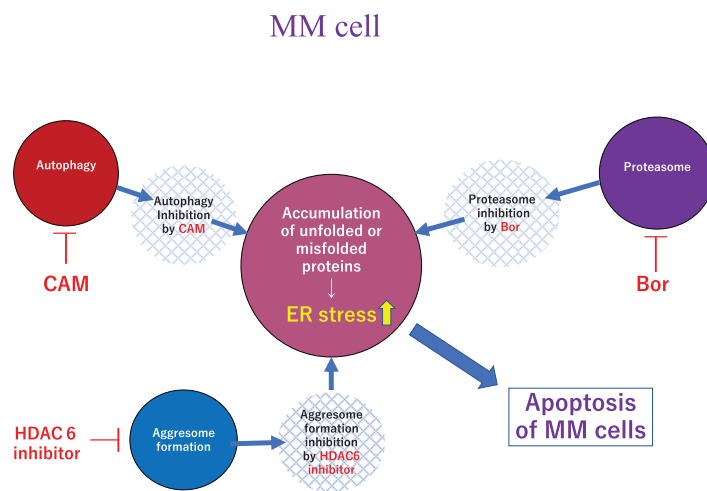 MM cell
Autophagy
Proteasome
Autophagy
Inhibition
by CAM
Accumulation
of unfolded or
misfolded
proteins
↓
ER stress
Proteasome
inhibition
by Bor
CAM
Bor
HDAC 6
inhibitor
Aggresome
formation
Aggresome
formation
inhibition
by HDAC6
inhibitor
Apoptosis
of MM cells